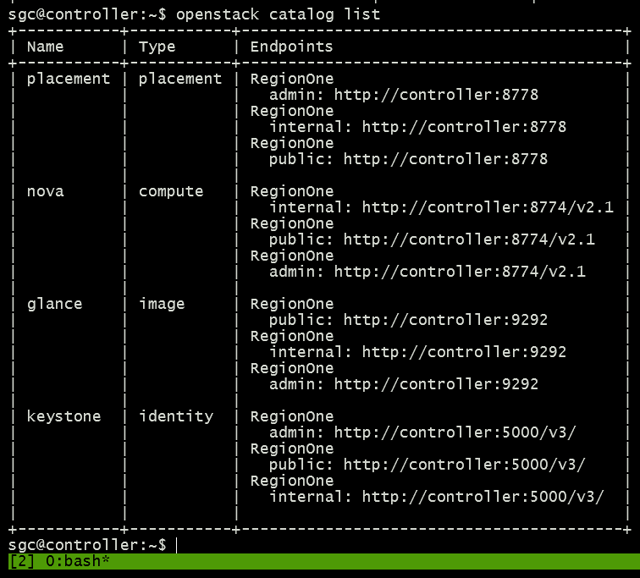 sgc@controller:~$ openstack catalog list
+-----------+-----------+-----------------------------------------+
| Name      | Type      | Endpoints                               |
+-----------+-----------+-----------------------------------------+
| placement | placement | RegionOne                               |
|           |           |   admin: http://controller:8778         |
|           |           | RegionOne                               |
|           |           |   internal: http://controller:8778      |
|           |           | RegionOne                               |
|           |           |   public: http://controller:8778        |
|           |           |                                         |
| nova      | compute   | RegionOne                               |
|           |           |   internal: http://controller:8774/v2.1 |
|           |           | RegionOne                               |
|           |           |   public: http://controller:8774/v2.1   |
|           |           | RegionOne                               |
|           |           |   admin: http://controller:8774/v2.1    |
|           |           |                                         |
| glance    | image     | RegionOne                               |
|           |           |   public: http://controller:9292        |
|           |           | RegionOne                               |
|           |           |   internal: http://controller:9292      |
|           |           | RegionOne                               |
|           |           |   admin: http://controller:9292         |
|           |           |                                         |
| keystone  | identity  | RegionOne                               |
|           |           |   admin: http://controller:5000/v3/     |
|           |           | RegionOne                               |
|           |           |   public: http://controller:5000/v3/    |
|           |           | RegionOne                               |
|           |           |   internal: http://controller:5000/v3/  |
|           |           |                                         |
+-----------+-----------+-----------------------------------------+
sgc@controller:~$
[2] 0:bash*